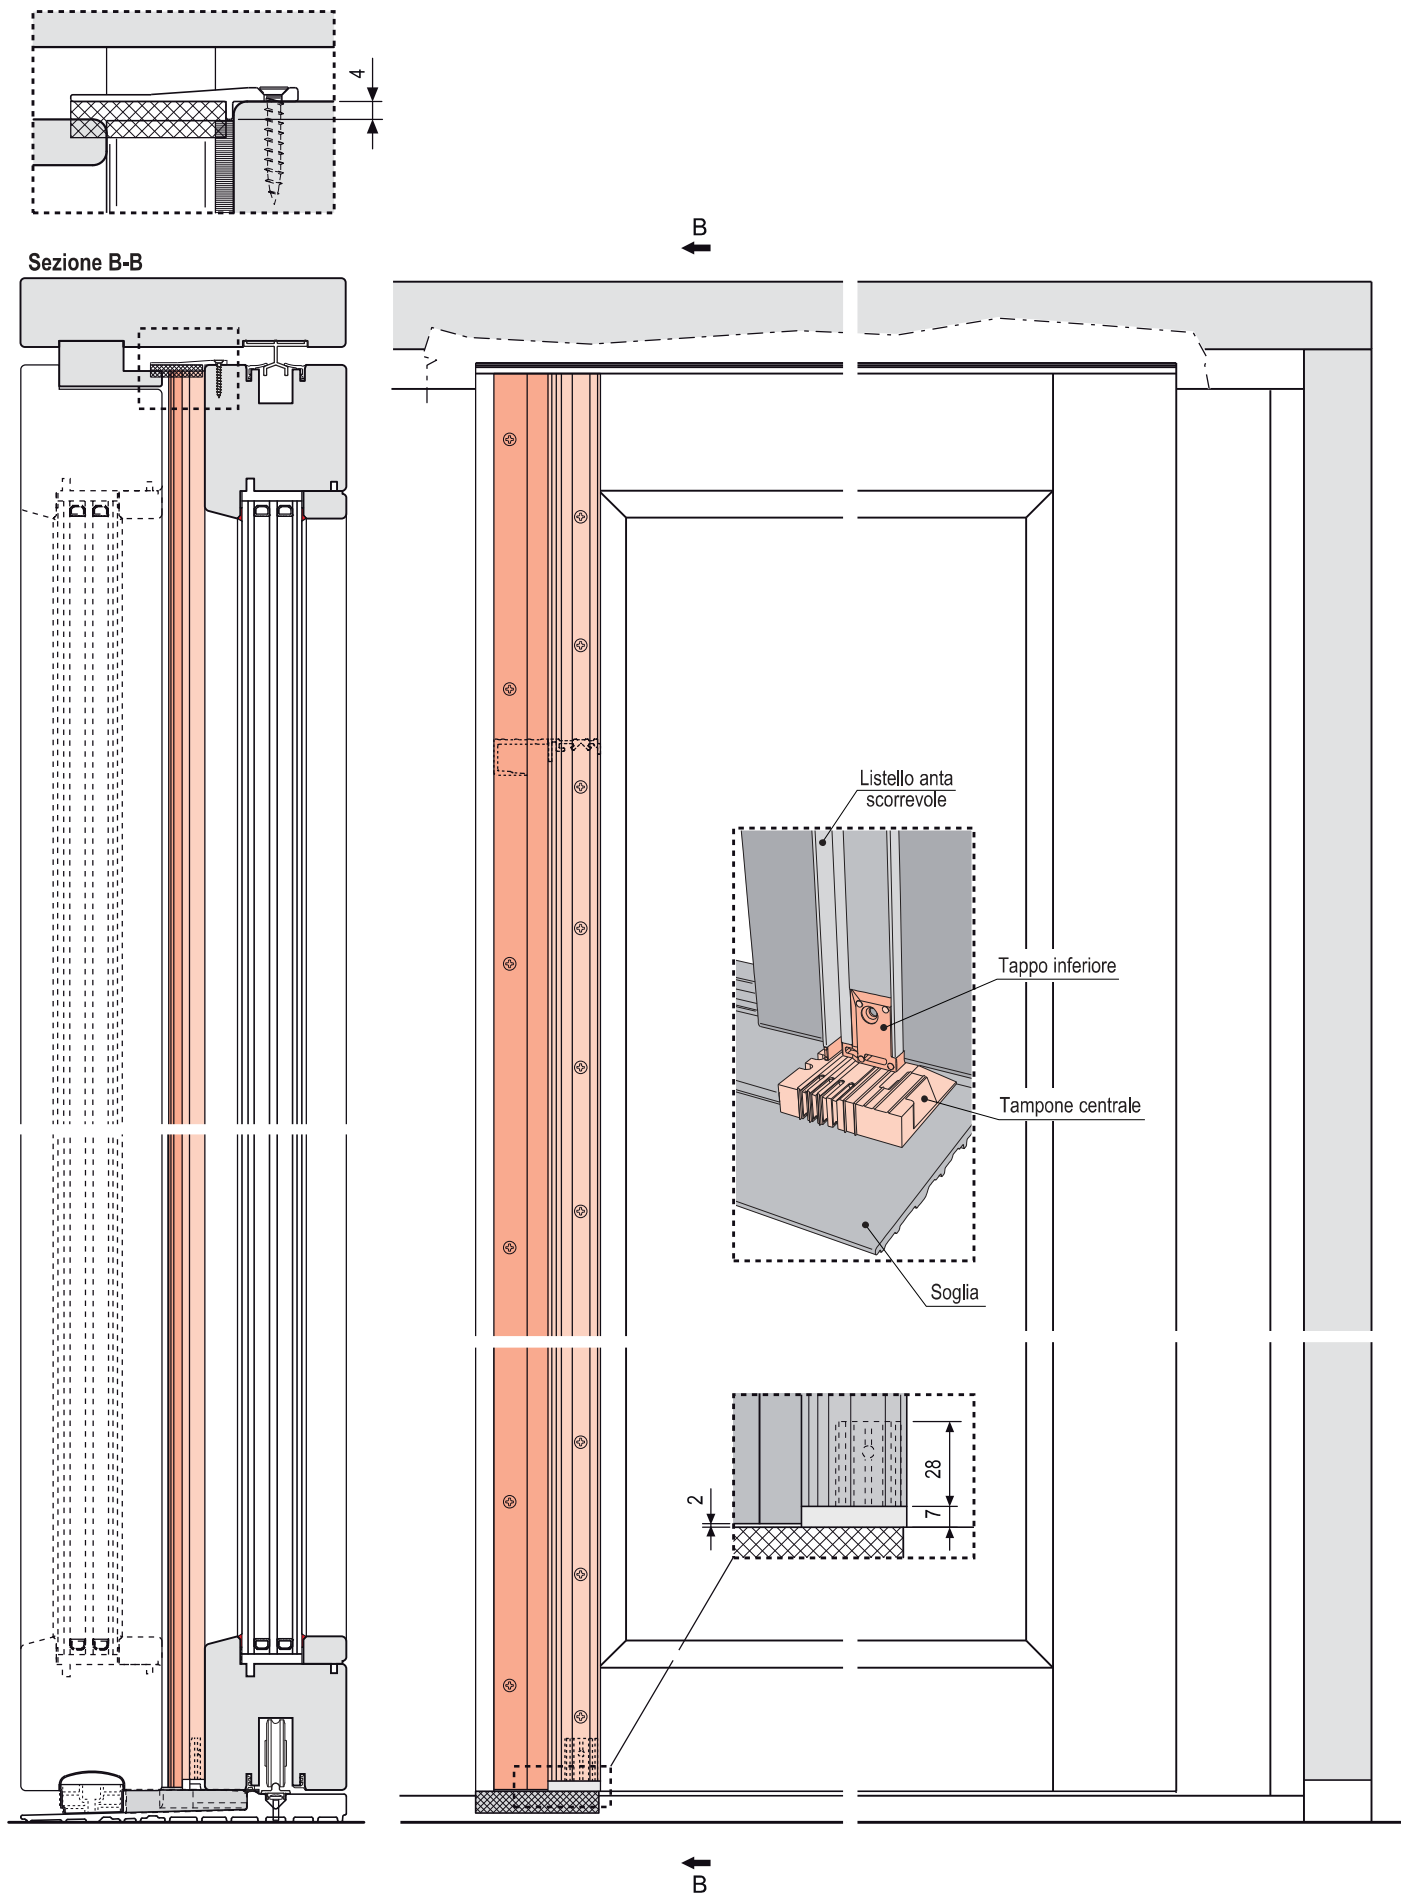 4
B
Sezione B-B
Listello anta
scorrevole
Tappo inferiore
Tampone centrale
Soglia
28
2
7
B